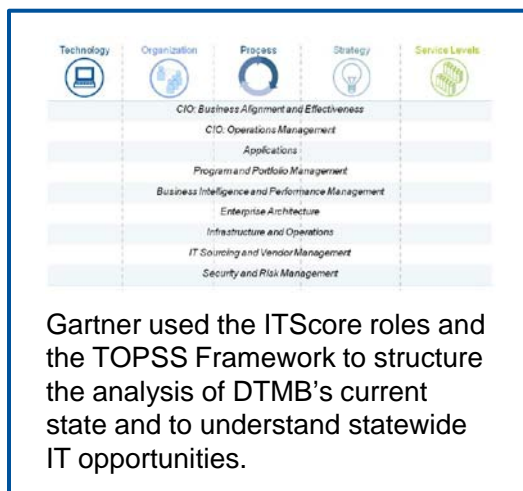 Technology Organization Process Strategy Service Levels
CIO: Business Alignment and Effectiveness
CIO: Operations Management
Applications
Program and Portfolio Management
Business Intelligence and Performance Management
Enterprise Architecture
Infrastructure and Operations
IT Sourcing and Vendor Management
Security and Risk Management
Gartner used the ITScore roles and
the TOPSS Framework to structure
the analysis of DTMB's current
state and to understand statewide
IT opportunities.